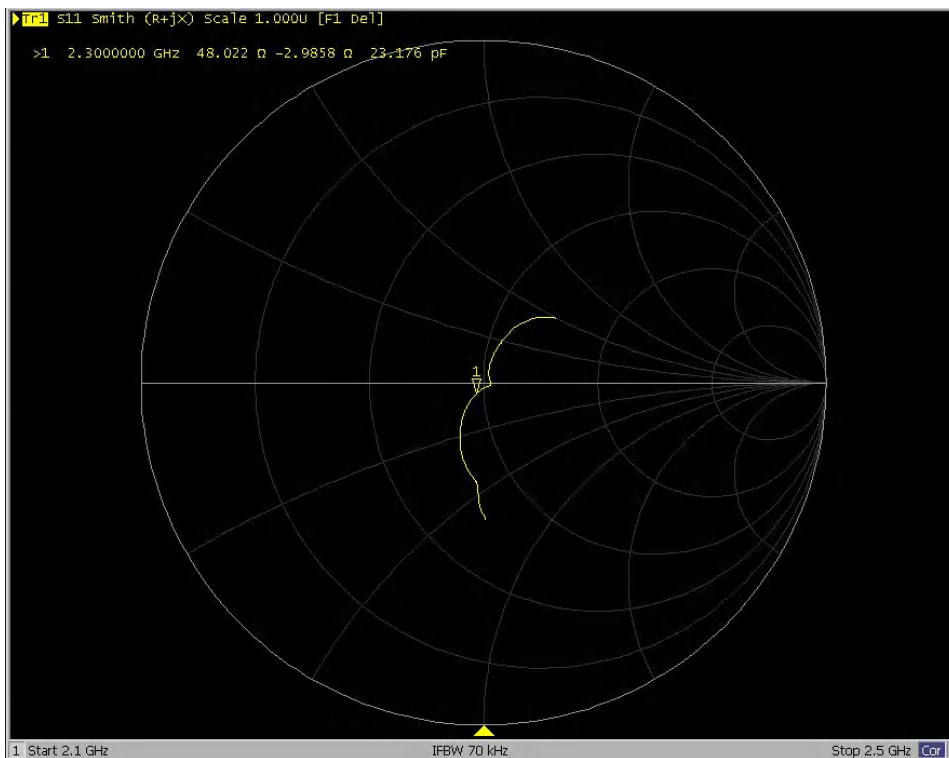 Tr1 S11 Smith (R+jX) Scale 1.000U [F1 Del]
>1 2.3000000 GHz 48.022 Ω -2.9858 Ω 23.176 pF
1
1 Start 2.1 GHz IFBW 70 kHz Stop 2.5 GHz Cor